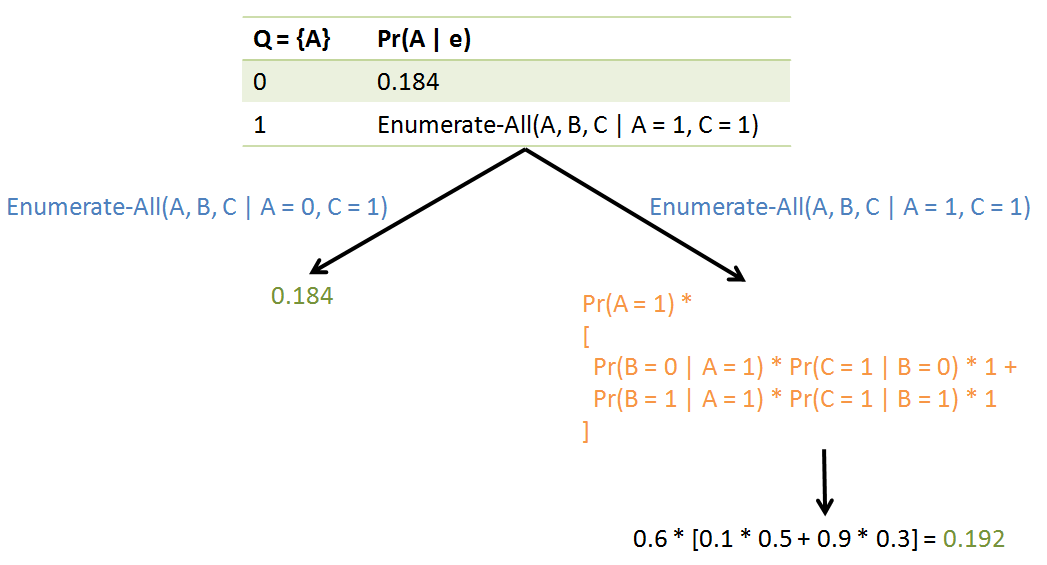 Q = {A} Pr(A | e)
0 0.184
1 Enumerate-All(A, B, C | A = 1, C = 1)
Enumerate-All(A, B, C | A = 0, C = 1)
Enumerate-All(A, B, C | A = 1, C = 1)
0.184
Pr(A = 1) *
[
Pr(B = 0 | A = 1) * Pr(C = 1 | B = 0) * 1 +
Pr(B = 1 | A = 1) * Pr(C = 1 | B = 1) * 1
]
0.6 * [0.1 * 0.5 + 0.9 * 0.3] = 0.192